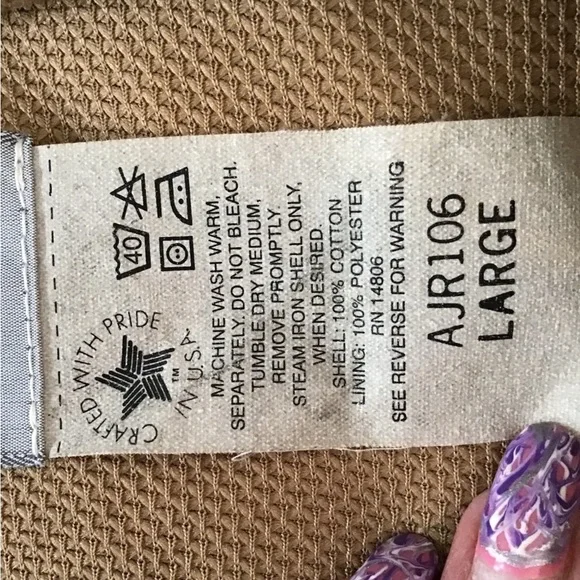 CRAFTED WITH PRIDE
IN U.S.A.
™
40
MACHINE WASH WARM,
SEPARATELY. DO NOT BLEACH.
TUMBLE DRY MEDIUM,
REMOVE PROMPTLY.
STEAM IRON SHELL ONLY,
WHEN DESIRED.
SHELL: 100% COTTON
LINING: 100% POLYESTER
RN 14806
SEE REVERSE FOR WARNING
AJR106
LARGE